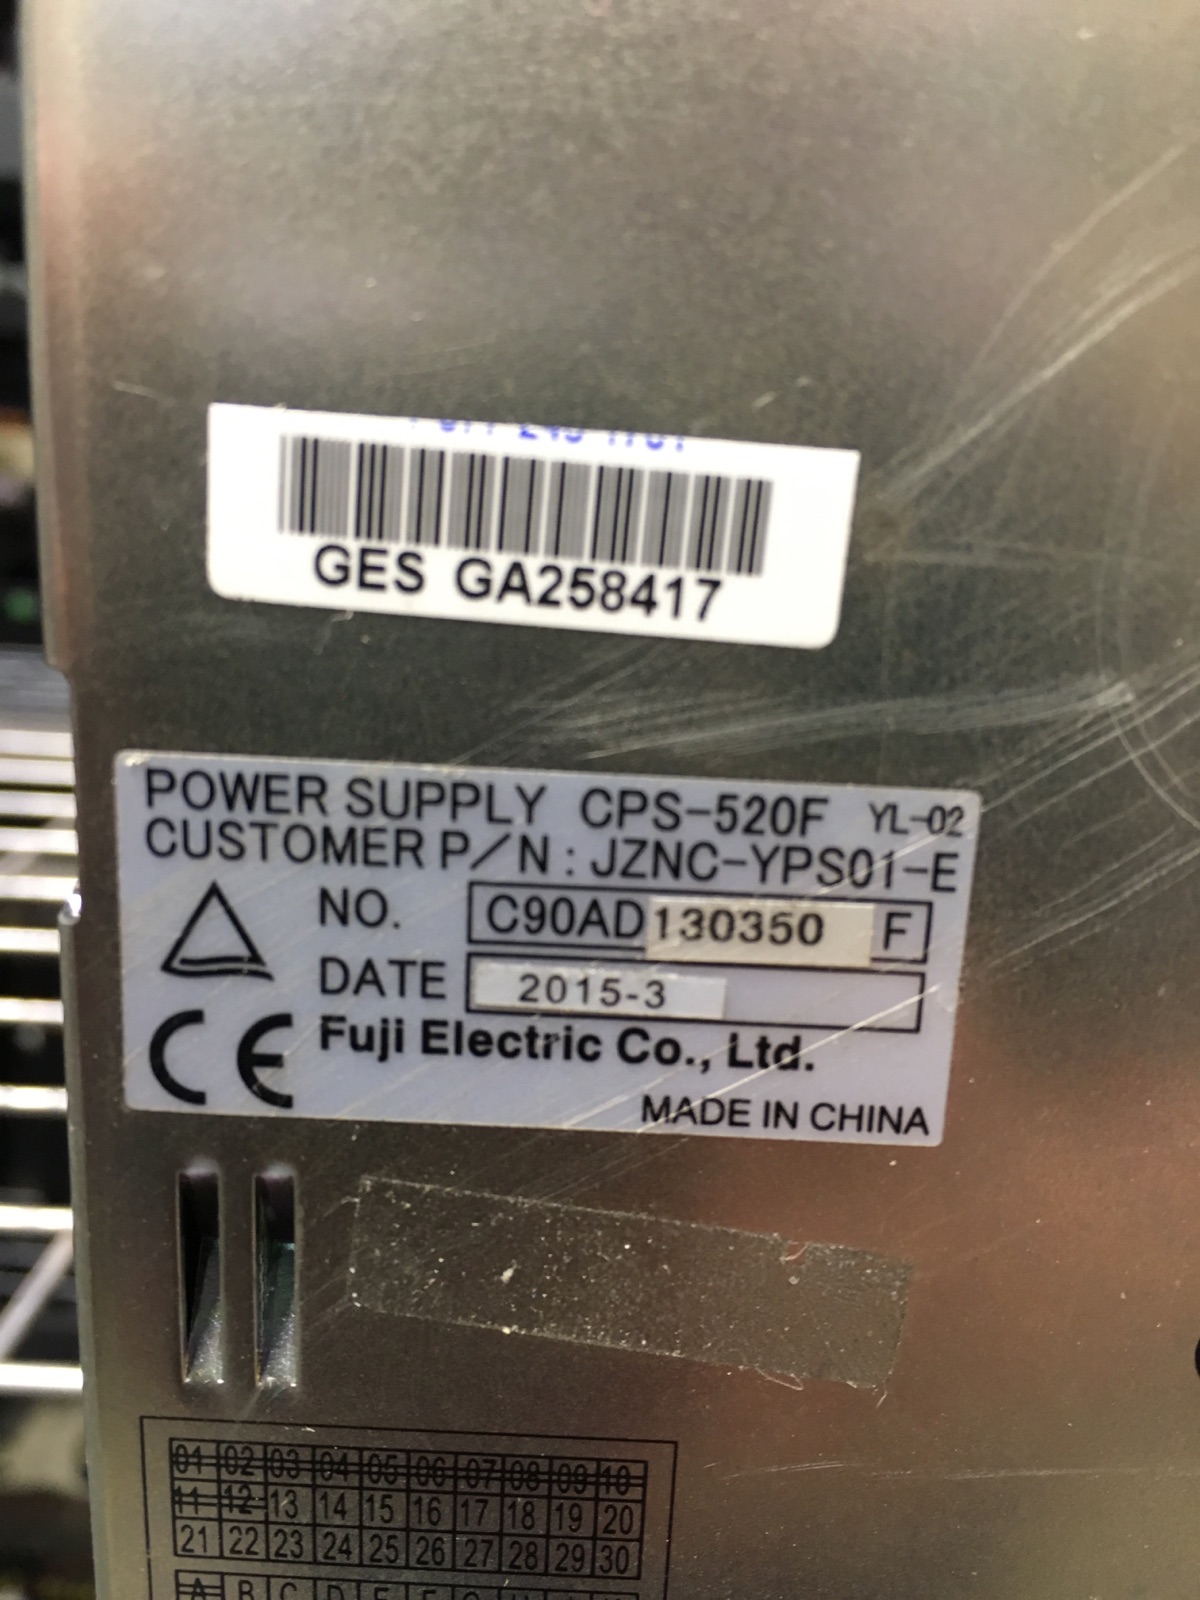 GES GA258417
POWER SUPPLY CPS-520F YL-02
CUSTOMER P/N : JZNC-YPS01-E
NO. C90AD130350 F
DATE 2015-3
CE Fuji Electric Co., Ltd.
MADE IN CHINA
01 02 03 04 05 06 07 08 09 10
11 12 13 14 15 16 17 18 19 20
21 22 23 24 25 26 27 28 29 30
A B C D E F